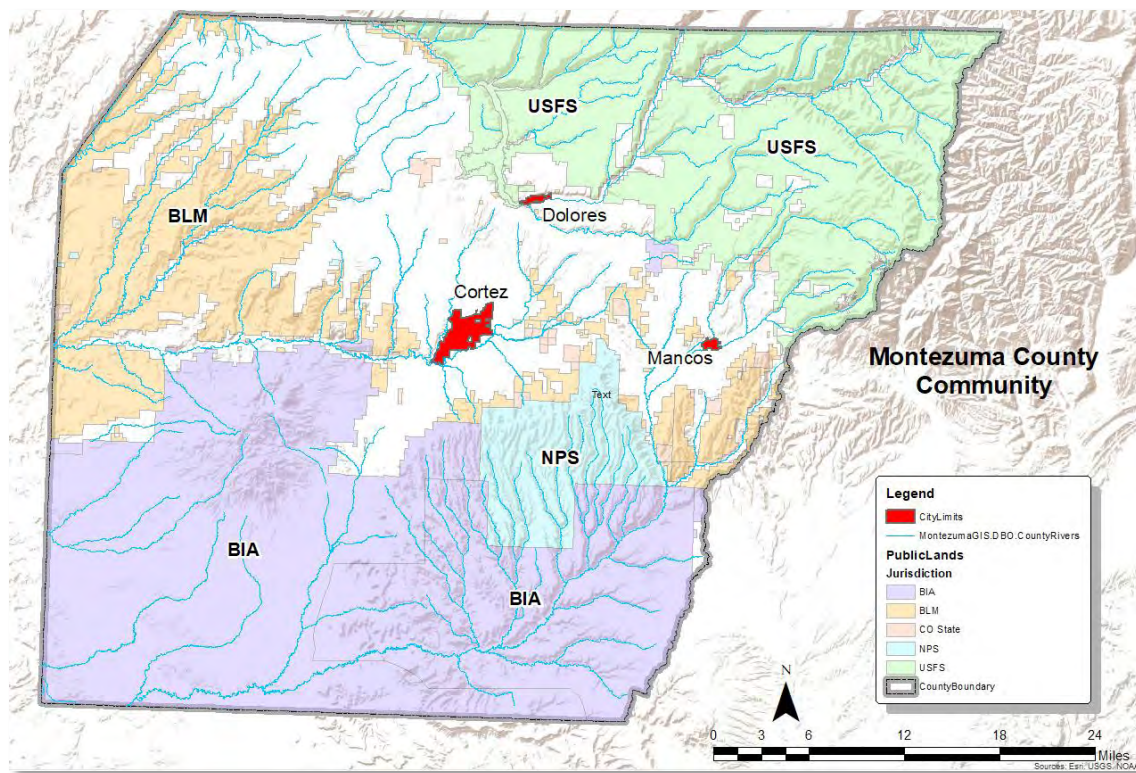 USFS
USFS
BLM
Dolores
Cortez
Mancos
Montezuma County
Community
Text
NPS
BIA
BIA
Legend
CityLimits
MontezumaGIS.DBO.CountyRivers
PublicLands
Jurisdiction
BIA
BLM
CO State
NPS
USFS
CountyBoundary
N
0 3 6 12 18 24
Miles
Sources: Esri, USGS, NOAA